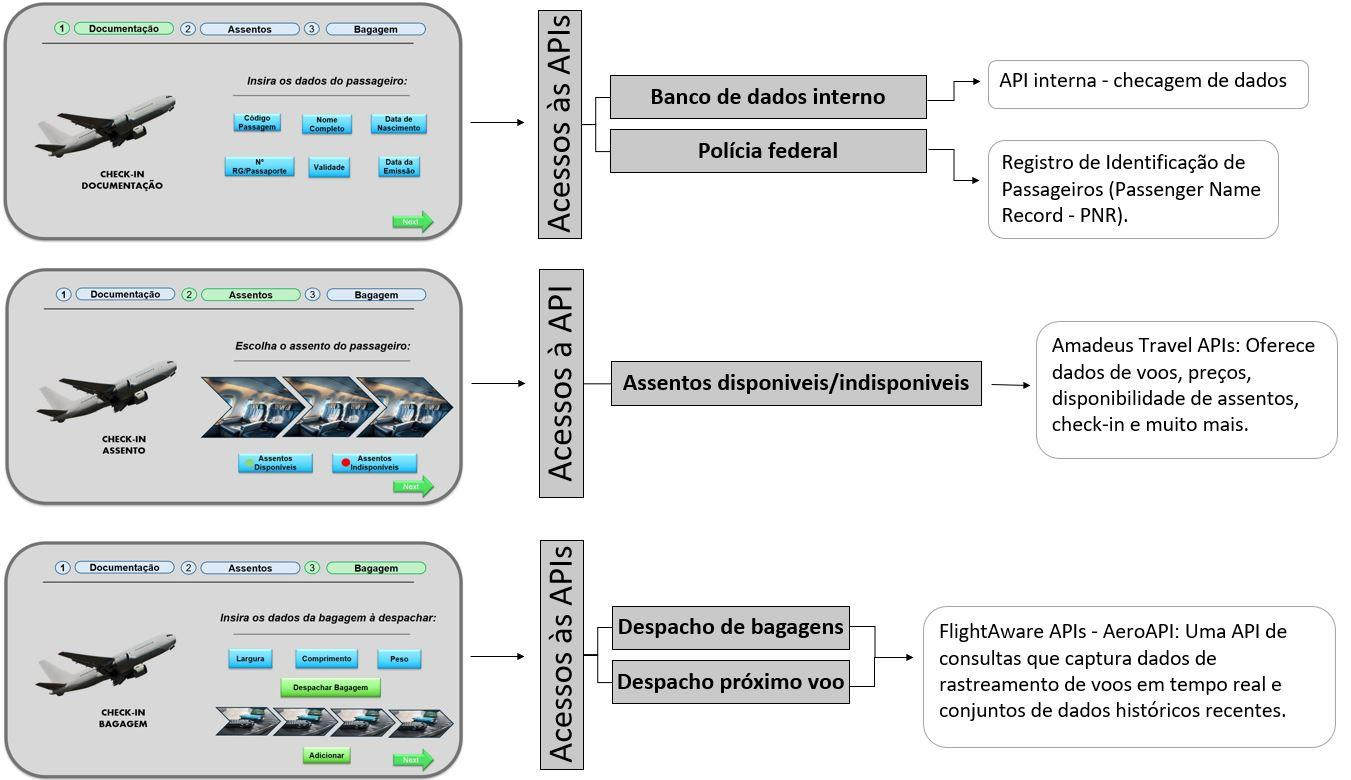 1 Documentação 2 Assentos 3 Bagagem
Insira os dados do passageiro:
Código
Passagem
Nome
Completo
Data de
Nascimento
Nº
RG/Passaporte
Validade
Data da
Emissão
CHECK-IN
DOCUMENTAÇÃO
Next
Acessos às APIs
Banco de dados interno
Polícia federal
API interna - checagem de dados
Registro de Identificação de
Passageiros (Passenger Name
Record - PNR).
1 Documentação 2 Assentos 3 Bagagem
Escolha o assento do passageiro:
CHECK-IN
ASSENTO
Assentos
Disponíveis
Assentos
Indisponíveis
Next
Acessos à API
Assentos disponiveis/indisponiveis
Amadeus Travel APIs: Oferece
dados de voos, preços,
disponibilidade de assentos,
check-in e muito mais.
1 Documentação 2 Assentos 3 Bagagem
Insira os dados da bagagem à despachar:
Largura
Comprimento
Peso
Despachar Bagagem
CHECK-IN
BAGAGEM
Adicionar
Next
Acessos às APIs
Despacho de bagagens
Despacho próximo voo
FlightAware APIs - AeroAPI: Uma API de
consultas que captura dados de
rastreamento de voos em tempo real e
conjuntos de dados históricos recentes.